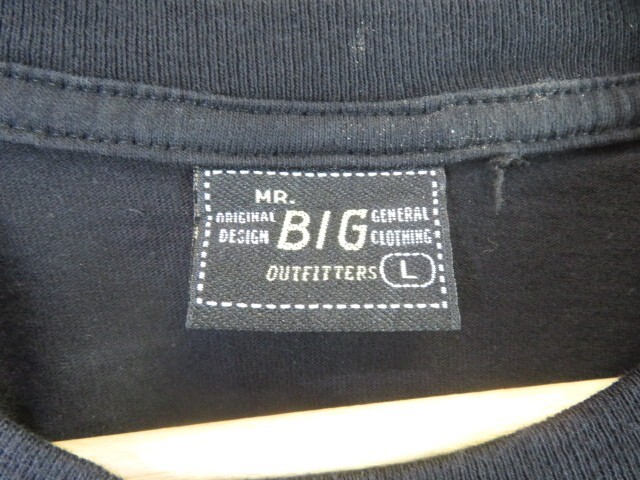 MR.
ORIGINAL BIG GENERAL
DESIGN CLOTHING
OUTFITTERS L